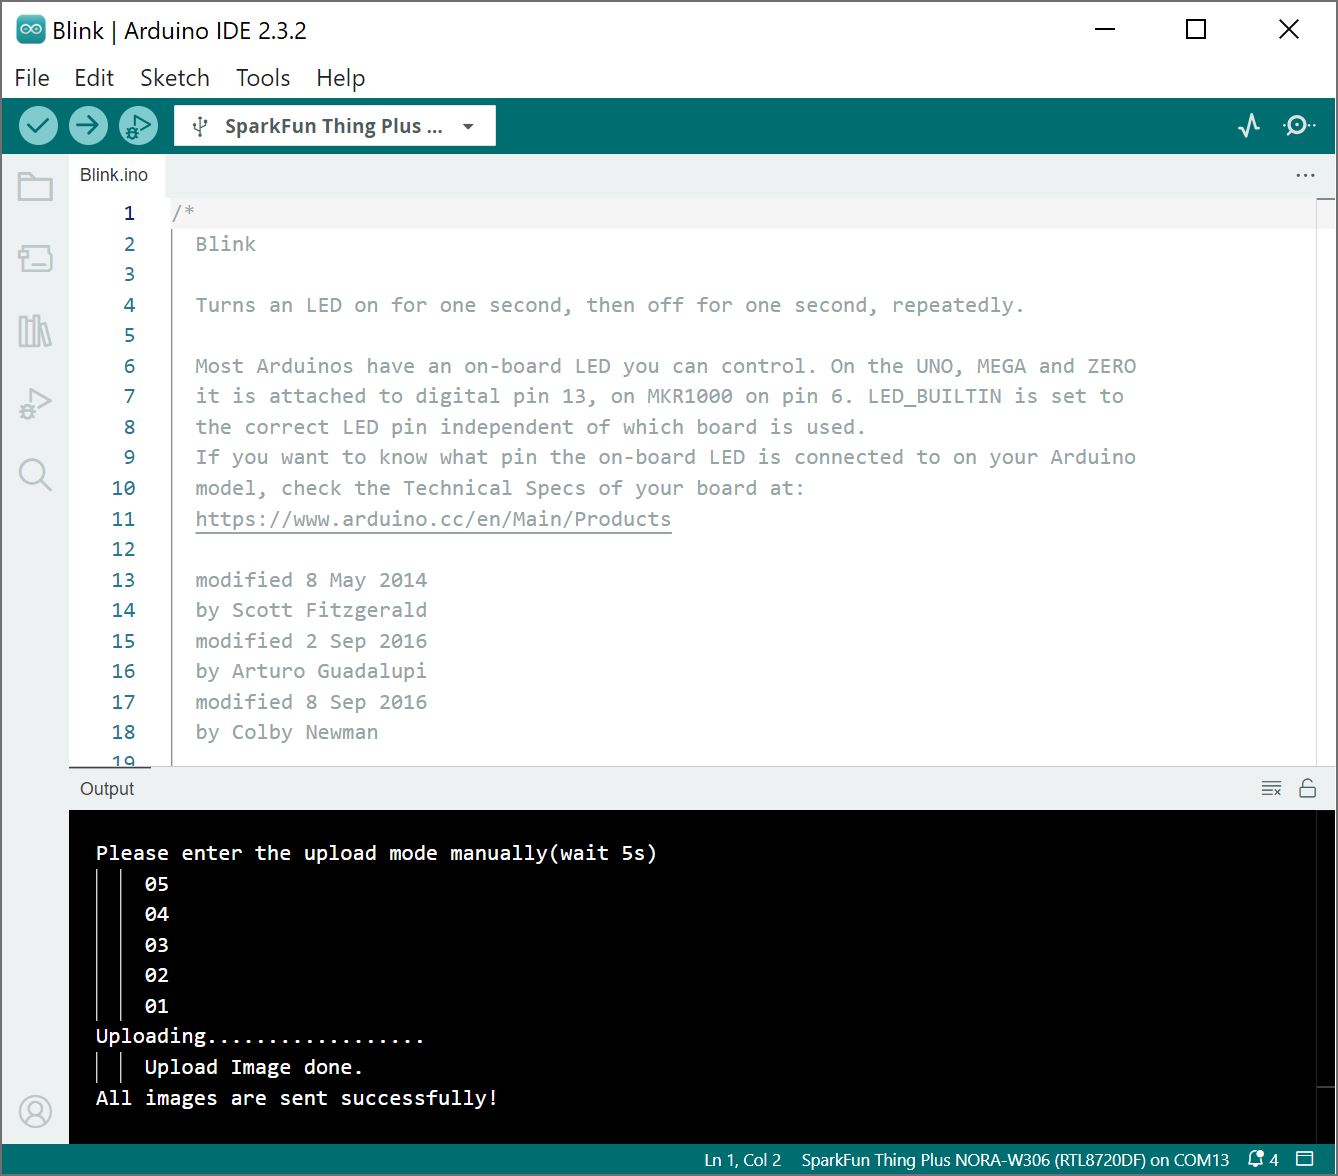 Blink | Arduino IDE 2.3.2
File Edit Sketch Tools Help
SparkFun Thing Plus ...
Blink.ino
1 /*
2 Blink
3
4 Turns an LED on for one second, then off for one second, repeatedly.
5
6 Most Arduinos have an on-board LED you can control. On the UNO, MEGA and ZERO
7 it is attached to digital pin 13, on MKR1000 on pin 6. LED_BUILTIN is set to
8 the correct LED pin independent of which board is used.
9 If you want to know what pin the on-board LED is connected to on your Arduino
10 model, check the Technical Specs of your board at:
11 https://www.arduino.cc/en/Main/Products
12
13 modified 8 May 2014
14 by Scott Fitzgerald
15 modified 2 Sep 2016
16 by Arturo Guadalupi
17 modified 8 Sep 2016
18 by Colby Newman
19
Output
Please enter the upload mode manually(wait 5s)
05
04
03
02
01
Uploading..................
Upload Image done.
All images are sent successfully!
Ln 1, Col 2 SparkFun Thing Plus NORA-W306 (RTL8720DF) on COM13 4